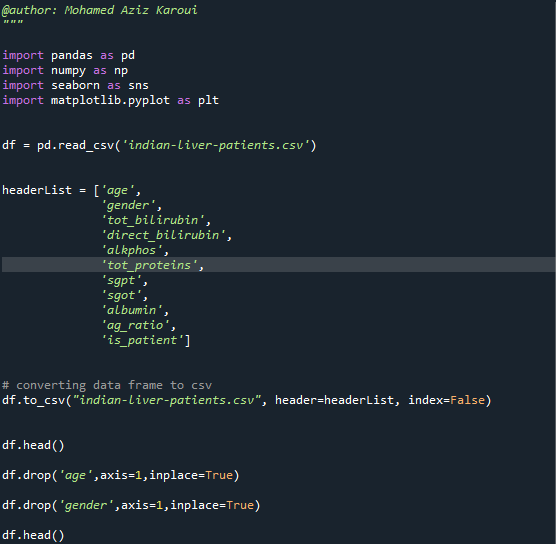 @author: Mohamed Aziz Karoui
"""
import pandas as pd
import numpy as np
import seaborn as sns
import matplotlib.pyplot as plt
df = pd.read_csv('indian-liver-patients.csv')
headerList = ['age',
'gender',
'tot_bilirubin',
'direct_bilirubin',
'alkphos',
'tot_proteins',
'sgpt',
'sgot',
'albumin',
'ag_ratio',
'is_patient']
# converting data frame to csv
df.to_csv("indian-liver-patients.csv", header=headerList, index=False)
df.head()
df.drop('age',axis=1,inplace=True)
df.drop('gender',axis=1,inplace=True)
df.head()